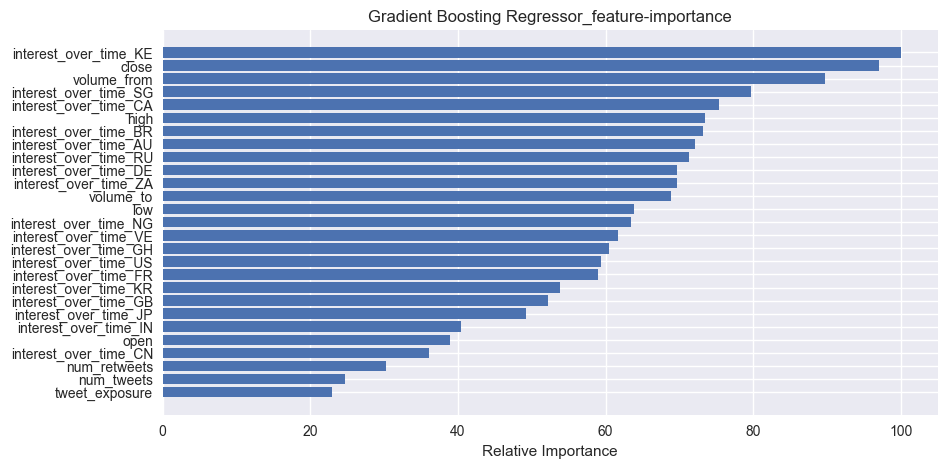 Gradient Boosting Regressor_feature-importance
interest_over_time_KE
close
volume_from
interest_over_time_SG
interest_over_time_CA
high
interest_over_time_BR
interest_over_time_AU
interest_over_time_RU
interest_over_time_DE
interest_over_time_ZA
volume_to
low
interest_over_time_NG
interest_over_time_VE
interest_over_time_GH
interest_over_time_US
interest_over_time_FR
interest_over_time_KR
interest_over_time_GB
interest_over_time_JP
interest_over_time_IN
open
interest_over_time_CN
num_retweets
num_tweets
tweet_exposure
0 20 40 60 80 100
Relative Importance